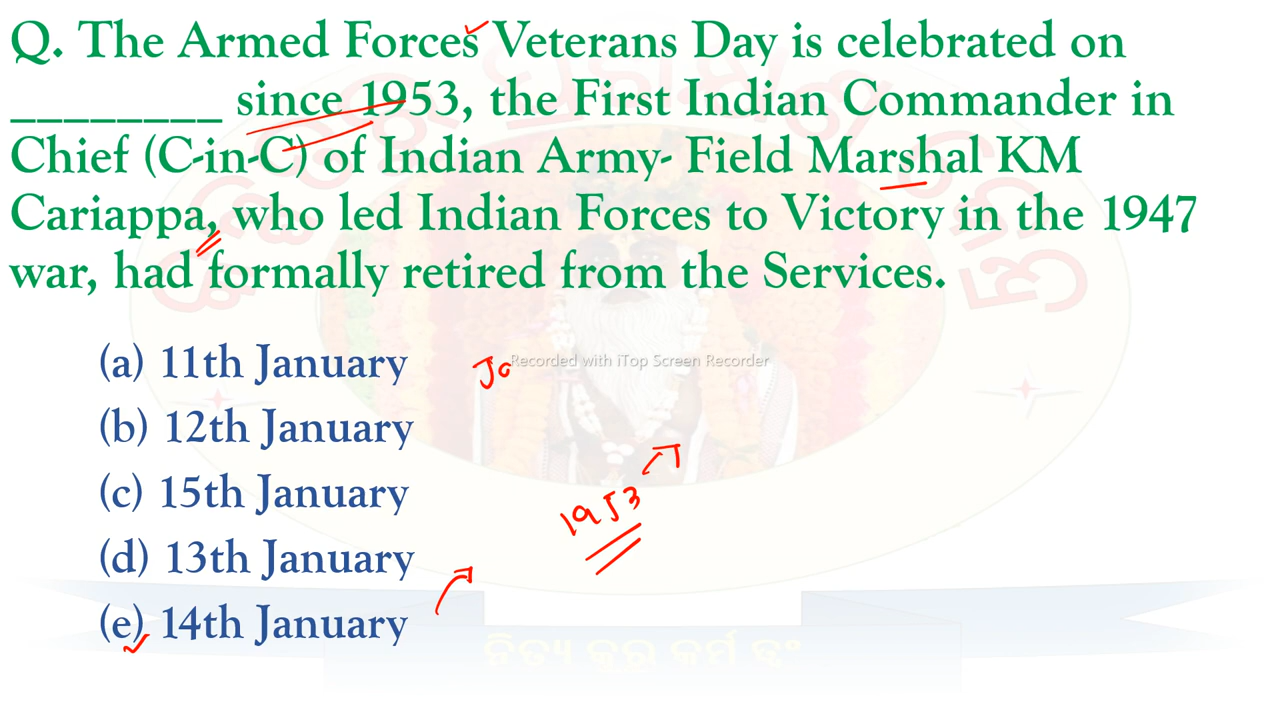 Q. The Armed Forces Veterans Day is celebrated on
________ since 1953, the First Indian Commander in
Chief (C-in-C) of Indian Army- Field Marshal KM
Cariappa, who led Indian Forces to Victory in the 1947
war, had formally retired from the Services.
(a) 11th January
Ja
Recorded with iTop Screen Recorder
(b) 12th January
(c) 15th January
1953
(d) 13th January
(e) 14th January
ନିତ୍ୟ କୁରୁ କର୍ମ ତ୍ବଂ